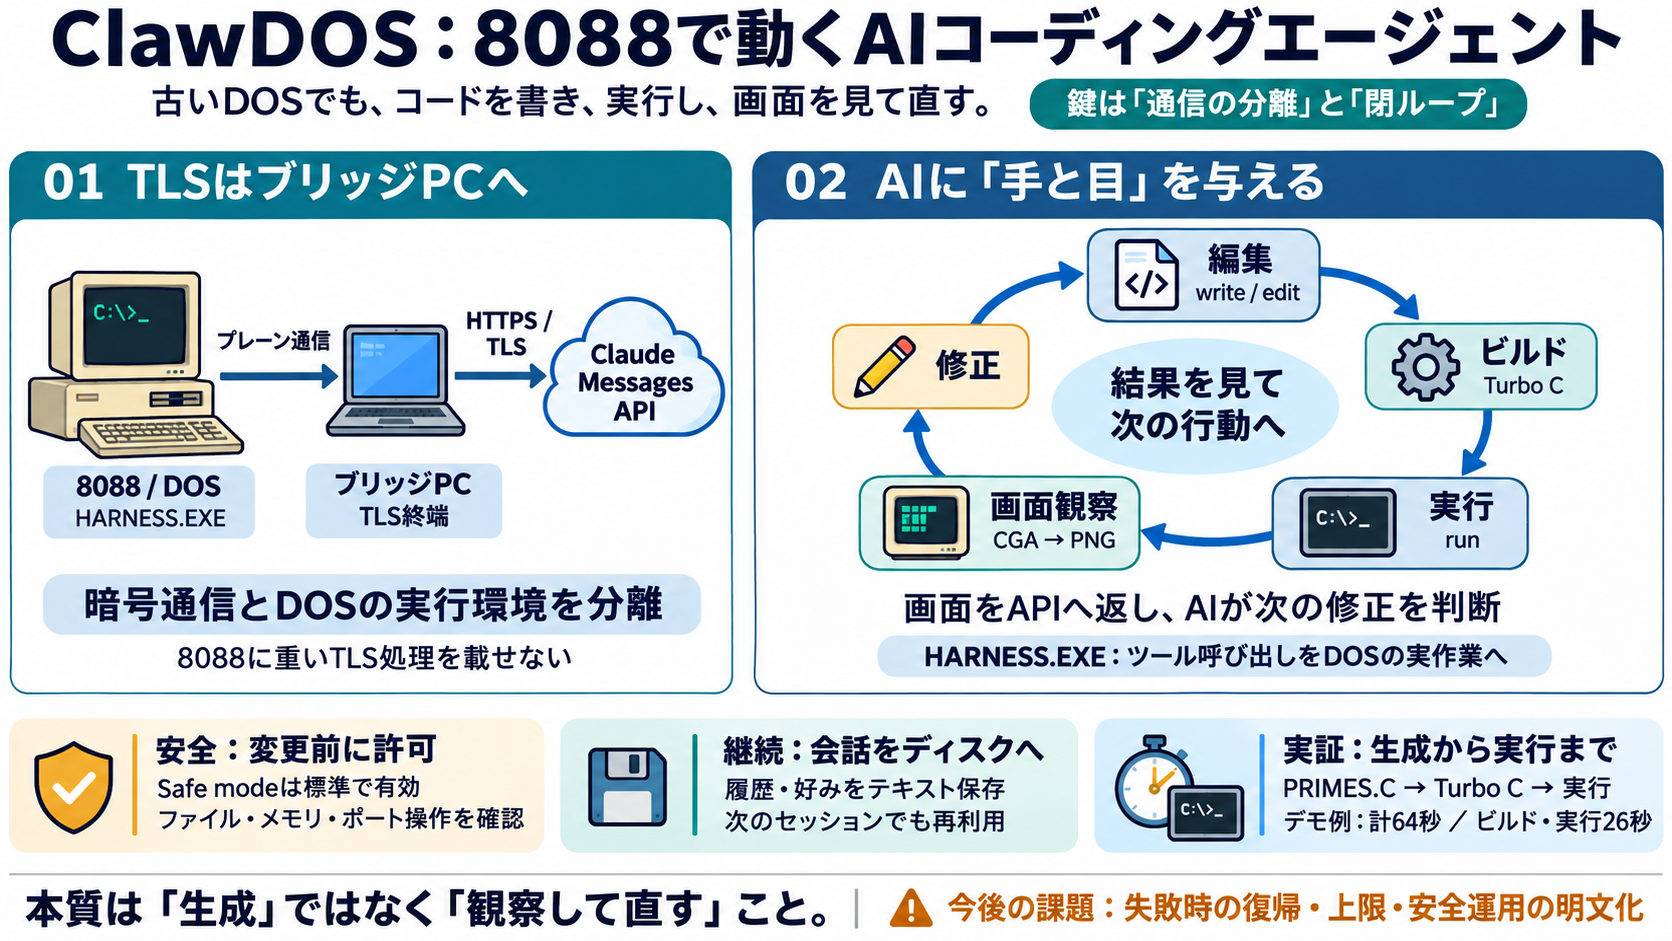 ClawDOS：8088で動くAIコーディングエージェント
古いDOSでも、コードを書き、実行し、画面を見て直す。
鍵は「通信の分離」と「閉ループ」
01 TLSはブリッジPCへ
C:\>_
プレーン通信
HTTPS /
TLS
Claude
Messages
API
8088 / DOS
HARNESS.EXE
ブリッジPC
TLS終端
暗号通信とDOSの実行環境を分離
8088に重いTLS処理を載せない
02 AIに「手と目」を与える
</>
編集
write / edit
ビルド
Turbo C
C:\>_
実行
run
画面観察
CGA → PNG
修正
結果を見て
次の行動へ
画面をAPIへ返し、AIが次の修正を判断
HARNESS.EXE：ツール呼び出しをDOSの実作業へ
安全：変更前に許可
Safe modeは標準で有効
ファイル・メモリ・ポート操作を確認
継続：会話をディスクへ
履歴・好みをテキスト保存
次のセッションでも再利用
C:\>_
実証：生成から実行まで
PRIMES.C → Turbo C → 実行
デモ例：計64秒 ／ ビルド・実行26秒
本質は「生成」ではなく「観察して直す」こと。
今後の課題：失敗時の復帰・上限・安全運用の明文化